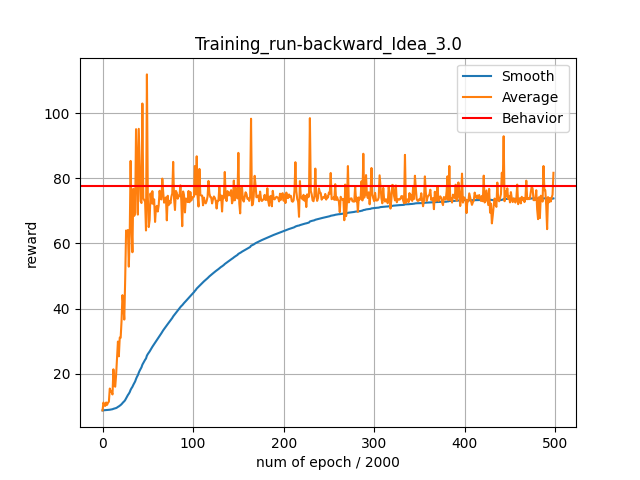 Training_run-backward_Idea_3.0
Smooth
Average
Behavior
reward
100
80
60
40
20
0 100 200 300 400 500
num of epoch / 2000